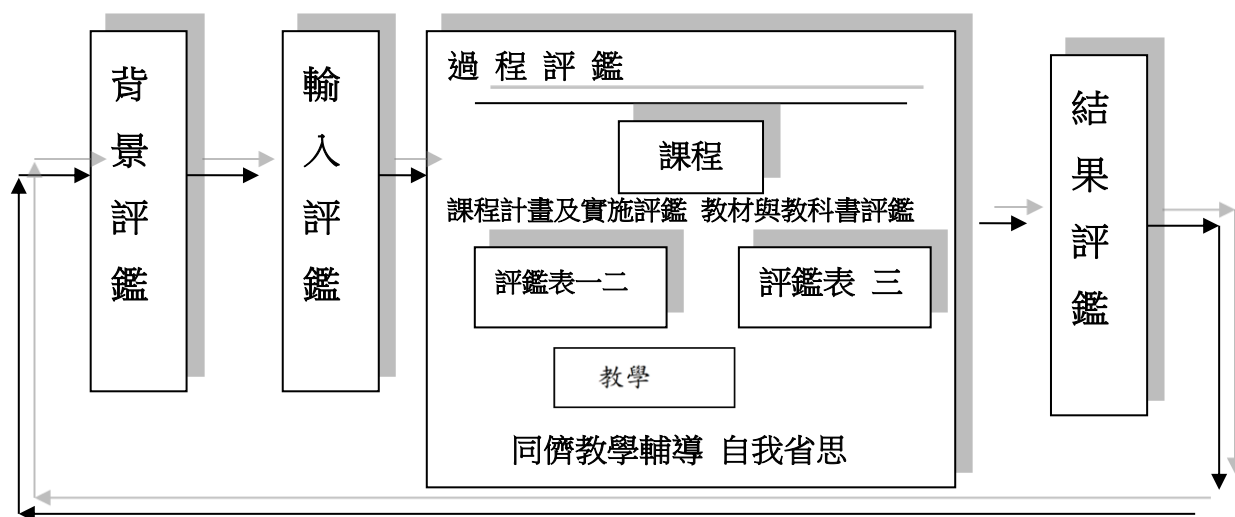 背景評鑑
輸入評鑑
過 程 評 鑑
課程
課程計畫及實施評鑑 教材與教科書評鑑
評鑑表一二
評鑑表 三
教學
同儕教學輔導 自我省思
結果評鑑